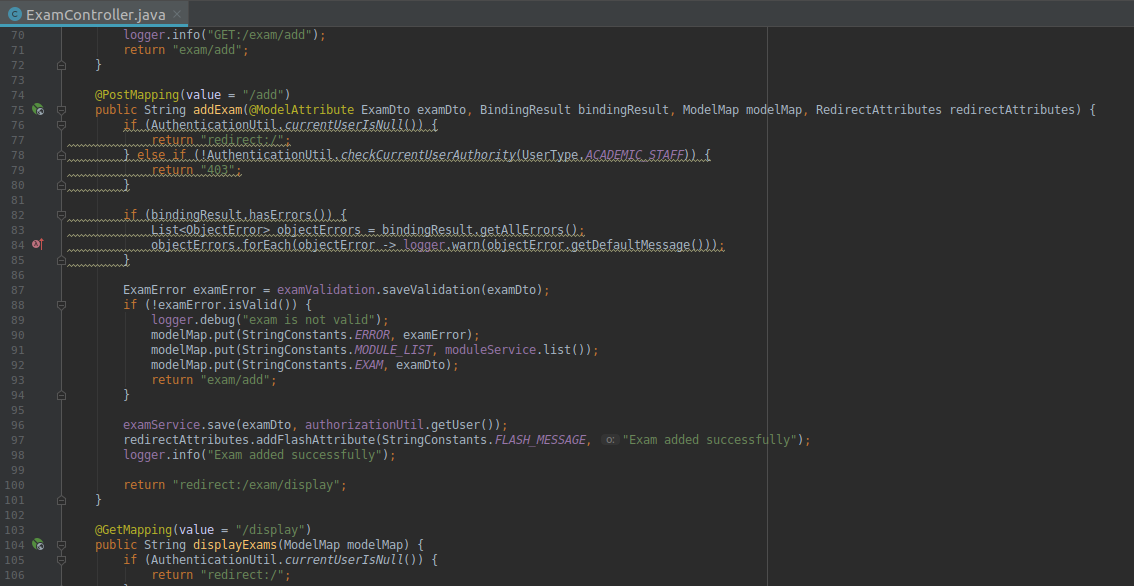 ExamController.java
70 logger.info("GET:/exam/add");
71 return "exam/add";
72 }
73
74 @PostMapping(value = "/add")
75 public String addExam(@ModelAttribute ExamDto examDto, BindingResult bindingResult, ModelMap modelMap, RedirectAttributes redirectAttributes) {
76 if (AuthenticationUtil.currentUserIsNull()) {
77 return "redirect:/";
78 } else if (!AuthenticationUtil.checkCurrentUserAuthority(UserType.ACADEMIC_STAFF)) {
79 return "403";
80 }
81
82 if (bindingResult.hasErrors()) {
83 List<ObjectError> objectErrors = bindingResult.getAllErrors();
84 objectErrors.forEach(objectError -> logger.warn(objectError.getDefaultMessage()));
85 }
86
87 ExamError examError = examValidation.saveValidation(examDto);
88 if (!examError.isValid()) {
89 logger.debug("exam is not valid");
90 modelMap.put(StringConstants.ERROR, examError);
91 modelMap.put(StringConstants.MODULE_LIST, moduleService.list());
92 modelMap.put(StringConstants.EXAM, examDto);
93 return "exam/add";
94 }
95
96 examService.save(examDto, authorizationUtil.getUser());
97 redirectAttributes.addFlashAttribute(StringConstants.FLASH_MESSAGE, o: "Exam added successfully");
98 logger.info("Exam added successfully");
99
100 return "redirect:/exam/display";
101 }
102
103 @GetMapping(value = "/display")
104 public String displayExams(ModelMap modelMap) {
105 if (AuthenticationUtil.currentUserIsNull()) {
106 return "redirect:/";